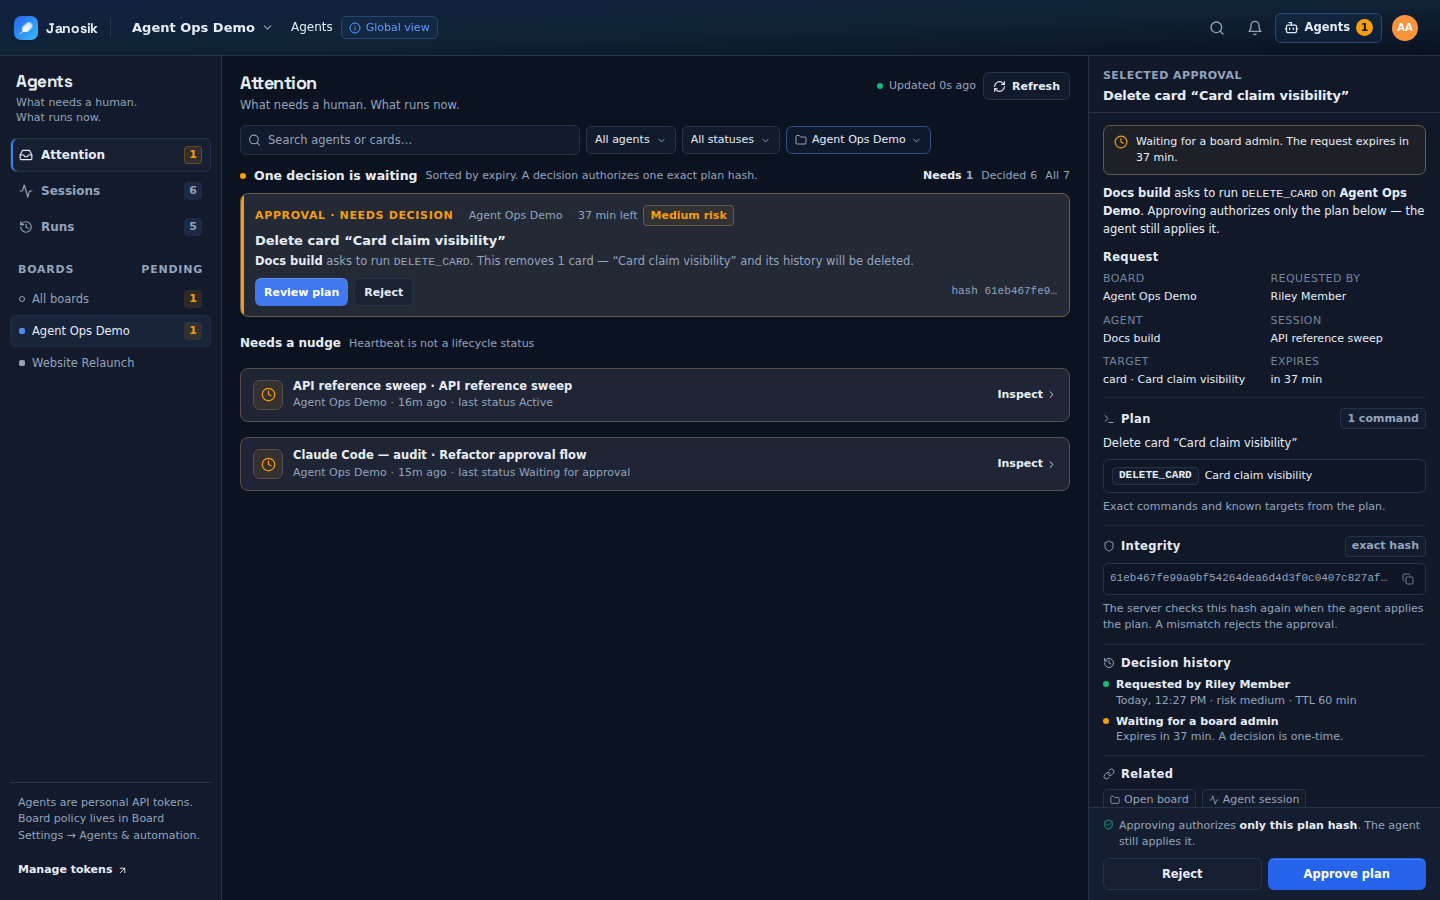 Janosik
Agent Ops Demo
Agents
Global view
Agents 1
AA
Agents
What needs a human.
What runs now.
Attention 1
Sessions 6
Runs 5
BOARDS PENDING
All boards 1
Agent Ops Demo 1
Website Relaunch
Agents are personal API tokens.
Board policy lives in Board
Settings → Agents & automation.
Manage tokens
Attention
What needs a human. What runs now.
Updated 0s ago
Refresh
Search agents or cards…
All agents
All statuses
Agent Ops Demo
One decision is waiting Sorted by expiry. A decision authorizes one exact plan hash.
Needs 1 Decided 6 All 7
APPROVAL · NEEDS DECISION Agent Ops Demo 37 min left Medium risk
Delete card “Card claim visibility”
Docs build asks to run DELETE_CARD. This removes 1 card — “Card claim visibility” and its history will be deleted.
Review plan Reject hash 61eb467fe9…
Needs a nudge Heartbeat is not a lifecycle status
API reference sweep · API reference sweep
Agent Ops Demo · 16m ago · last status Active
Inspect
Claude Code — audit · Refactor approval flow
Agent Ops Demo · 15m ago · last status Waiting for approval
Inspect
SELECTED APPROVAL
Delete card “Card claim visibility”
Waiting for a board admin. The request expires in
37 min.
Docs build asks to run DELETE_CARD on Agent Ops
Demo. Approving authorizes only the plan below — the
agent still applies it.
Request
BOARD REQUESTED BY
Agent Ops Demo Riley Member
AGENT SESSION
Docs build API reference sweep
TARGET EXPIRES
card · Card claim visibility in 37 min
Plan 1 command
Delete card “Card claim visibility”
DELETE_CARD Card claim visibility
Exact commands and known targets from the plan.
Integrity exact hash
61eb467fe99a9bf54264dea6d4d3f0c0407c827af…
The server checks this hash again when the agent applies
the plan. A mismatch rejects the approval.
Decision history
Requested by Riley Member
Today, 12:27 PM · risk medium · TTL 60 min
Waiting for a board admin
Expires in 37 min. A decision is one-time.
Related
Open board Agent session
Approving authorizes only this plan hash. The agent
still applies it.
Reject Approve plan